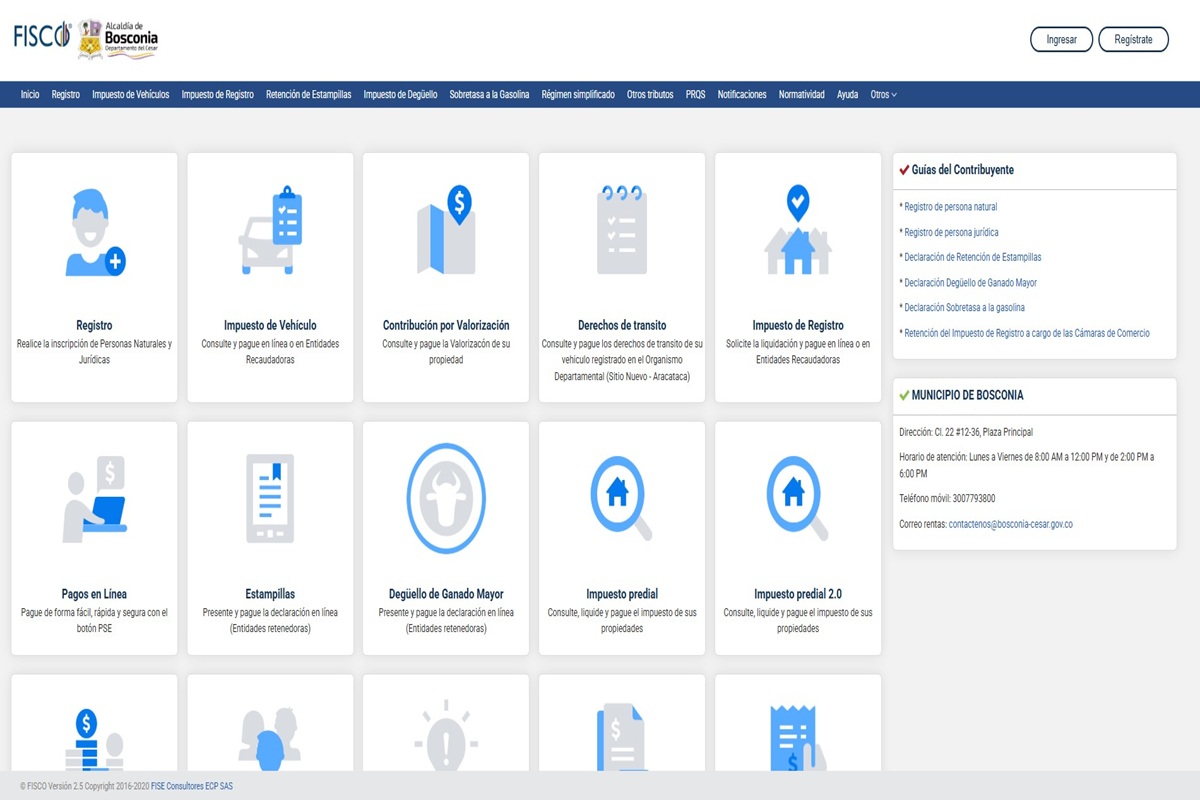 FISCO
Alcaldía de
Bosconia
Departamento del Cesar
Ingresar
Regístrate
Inicio Registro Impuesto de Vehículos Impuesto de Registro Retención de Estampillas Impuesto de Degüello Sobretasa a la Gasolina Régimen simplificado Otros tributos PRQS Notificaciones Normatividad Ayuda Otros
Registro
Realice la inscripción de Personas Naturales y
Jurídicas
Impuesto de Vehículo
Consulte y pague en línea o en Entidades
Recaudadoras
Contribución por Valorización
Consulte y pague la Valorizacón de su
propiedad
Derechos de transito
Consulte y pague los derechos de transito de su
vehiculo registrado en el Organismo
Departamental (Sitio Nuevo - Aracataca)
Impuesto de Registro
Solicite la liquidación y pague en línea o en
Entidades Recaudadoras
Pagos en Línea
Pague de forma fácil, rápida y segura con el
botón PSE
Estampillas
Presente y pague la declaración en línea
(Entidades retenedoras)
Degüello de Ganado Mayor
Presente y pague la declaración en línea
(Entidades retenedoras)
Impuesto predial
Consulte, liquide y pague el impuesto de sus
propiedades
Impuesto predial 2.0
Consulte, liquide y pague el impuesto de sus
propiedades
Guías del Contribuyente
* Registro de persona natural
* Registro de persona jurídica
* Declaración de Retención de Estampillas
* Declaración Degüello de Ganado Mayor
* Declaración Sobretasa a la gasolina
* Retención del Impuesto de Registro a cargo de las Cámaras de Comercio
MUNICIPIO DE BOSCONIA
Dirección: Cl. 22 #12-36, Plaza Principal
Horario de atención: Lunes a Viernes de 8:00 AM a 12:00 PM y de 2:00 PM a
6:00 PM
Teléfono móvil: 3007793800
Correo rentas: contactenos@bosconia-cesar.gov.co
© FISCO Versión 2.5 Copyright 2016-2020 FISE Consultores ECP SAS